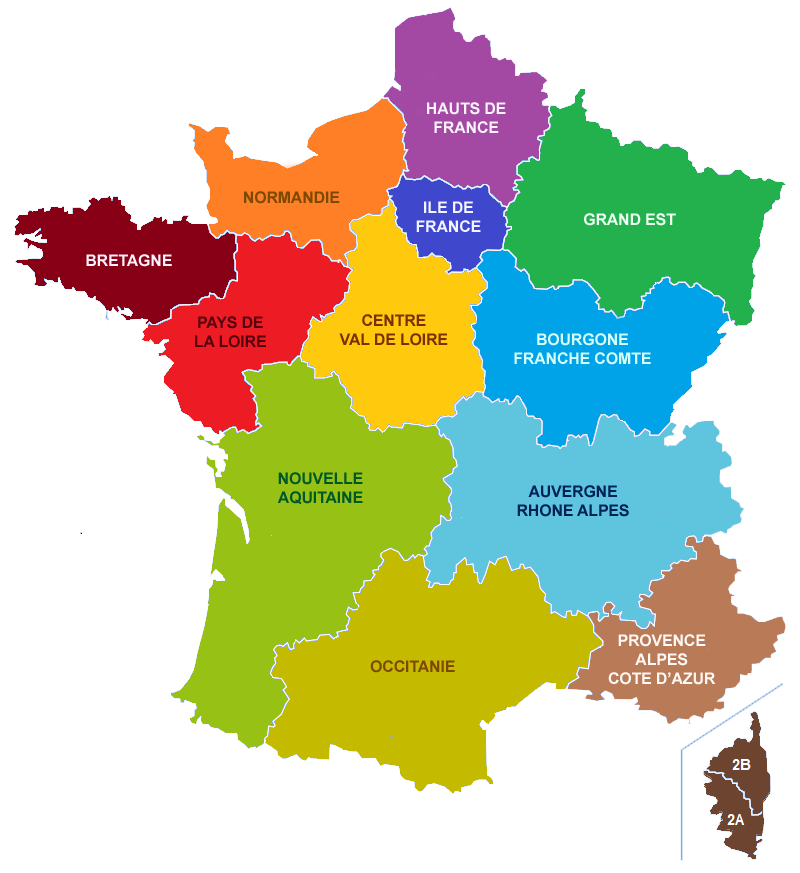 HAUTS DE
FRANCE
NORMANDIE
ILE DE
FRANCE
GRAND EST
BRETAGNE
PAYS DE
LA LOIRE
CENTRE
VAL DE LOIRE
BOURGONE
FRANCHE COMTE
NOUVELLE
AQUITAINE
AUVERGNE
RHONE ALPES
OCCITANIE
PROVENCE
ALPES
COTE D'AZUR
2B
2A